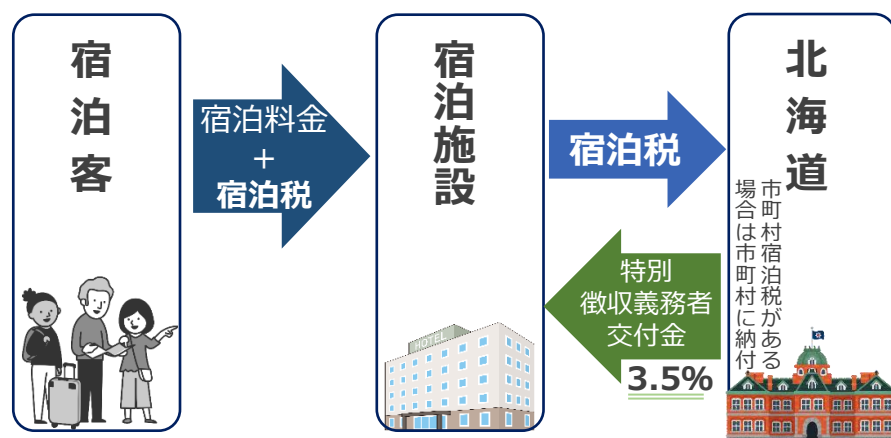 宿泊客
宿泊料金
+
宿泊税
宿泊施設
HOTEL
宿泊税
特別
徴収義務者
交付金
3.5%
北海道
市町村宿泊税がある
場合は市町村に納付